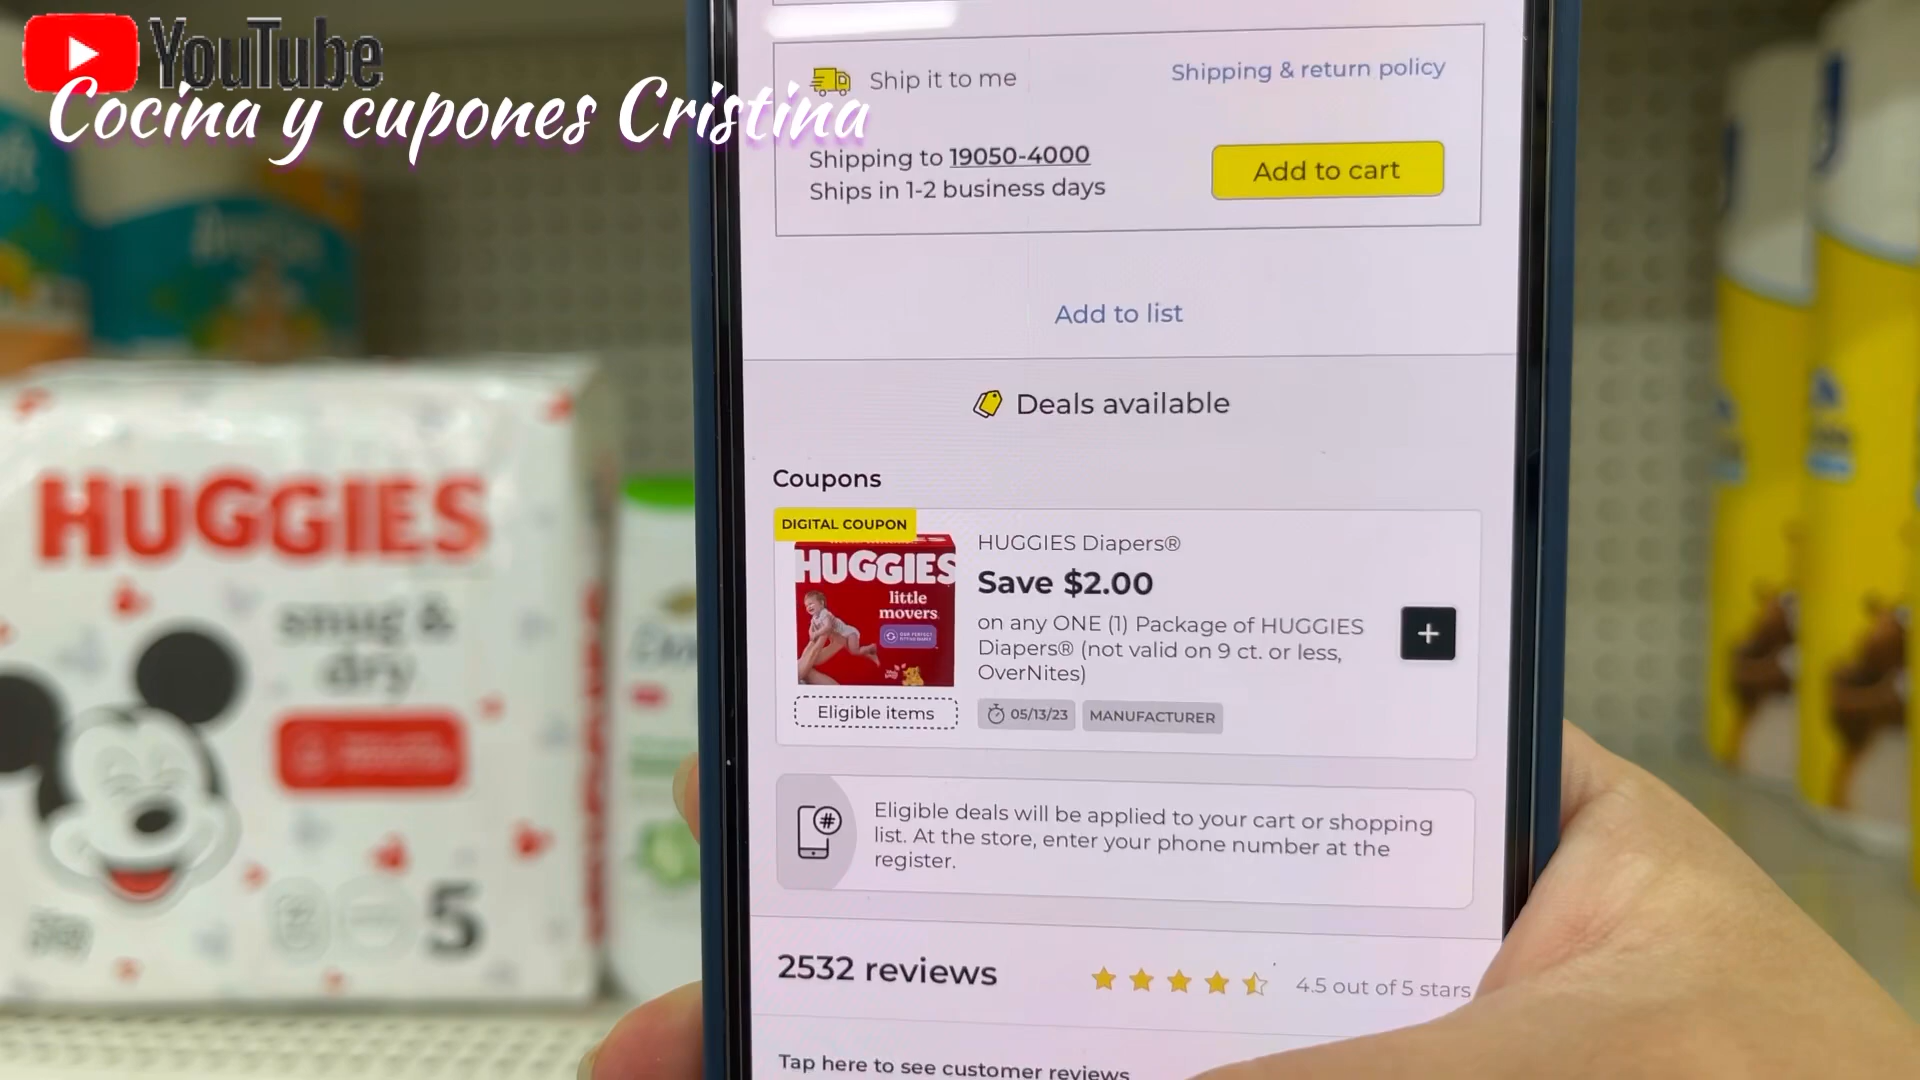 YouTube
Cocina y cupones Cristina
Ship it to me
Shipping & return policy
Shipping to 19050-4000
Ships in 1-2 business days
Add to cart
Add to list
Deals available
Coupons
DIGITAL COUPON
HUGGIES
little
movers
Eligible items
HUGGIES Diapers®
Save $2.00
on any ONE (1) Package of HUGGIES
Diapers® (not valid on 9 ct. or less,
OverNites)
05/13/23
MANUFACTURER
+
#
Eligible deals will be applied to your cart or shopping
list. At the store, enter your phone number at the
register.
2532 reviews
4.5 out of 5 stars
Tap here to see customer reviews
HUGGIES
snug &
dry
5